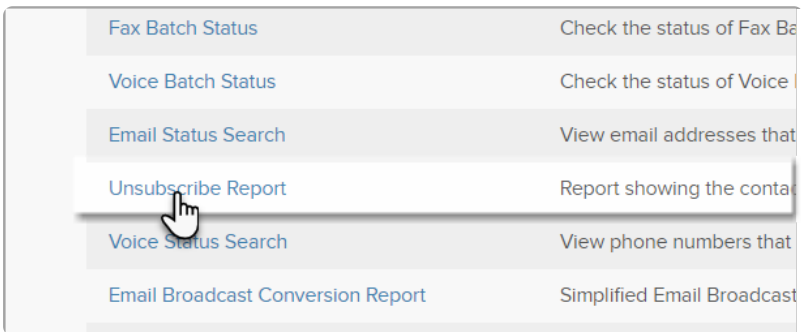 Fax Batch Status Check the status of Fax Ba
Voice Batch Status Check the status of Voice
Email Status Search View email addresses that
Unsubscribe Report Report showing the conta
Voice Status Search View phone numbers that
Email Broadcast Conversion Report Simplified Email Broadcast